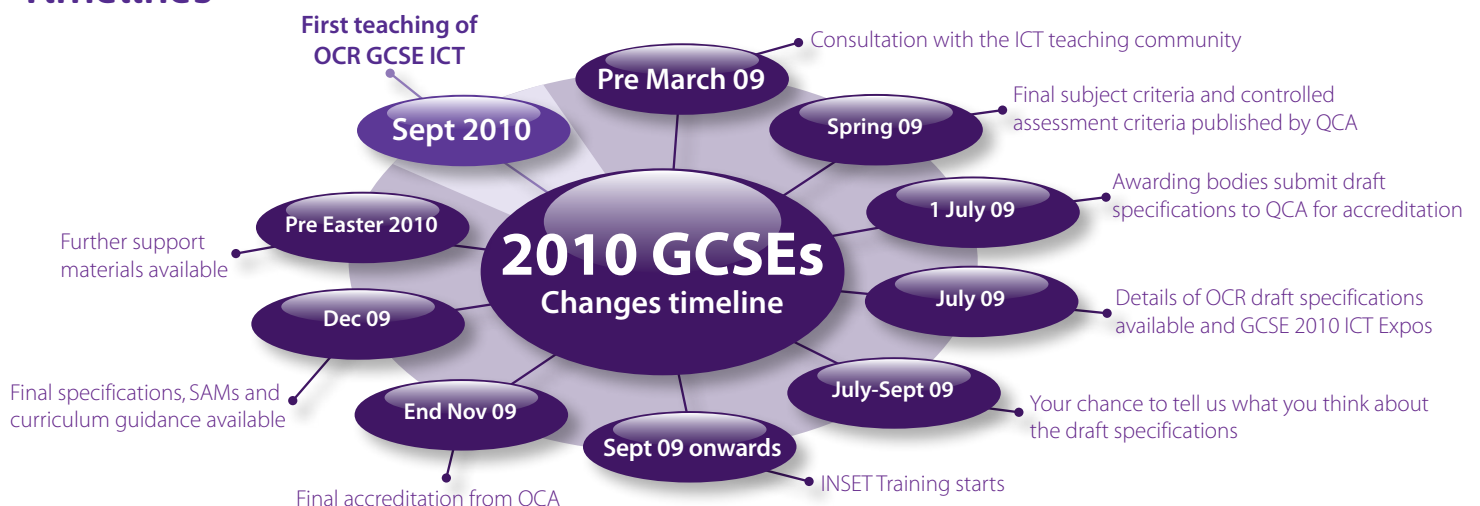 Timelines
First teaching of
OCR GCSE ICT
Sept 2010
Pre March 09
Consultation with the ICT teaching community
Spring 09
Final subject criteria and controlled
assessment criteria published by QCA
1 July 09
Awarding bodies submit draft
specifications to QCA for accreditation
July 09
Details of OCR draft specifications
available and GCSE 2010 ICT Expos
July-Sept 09
Your chance to tell us what you think about
the draft specifications
Sept 09 onwards
INSET Training starts
End Nov 09
Final accreditation from QCA
Dec 09
Final specifications, SAMs and
curriculum guidance available
Pre Easter 2010
Further support
materials available
2010 GCSEs
Changes timeline